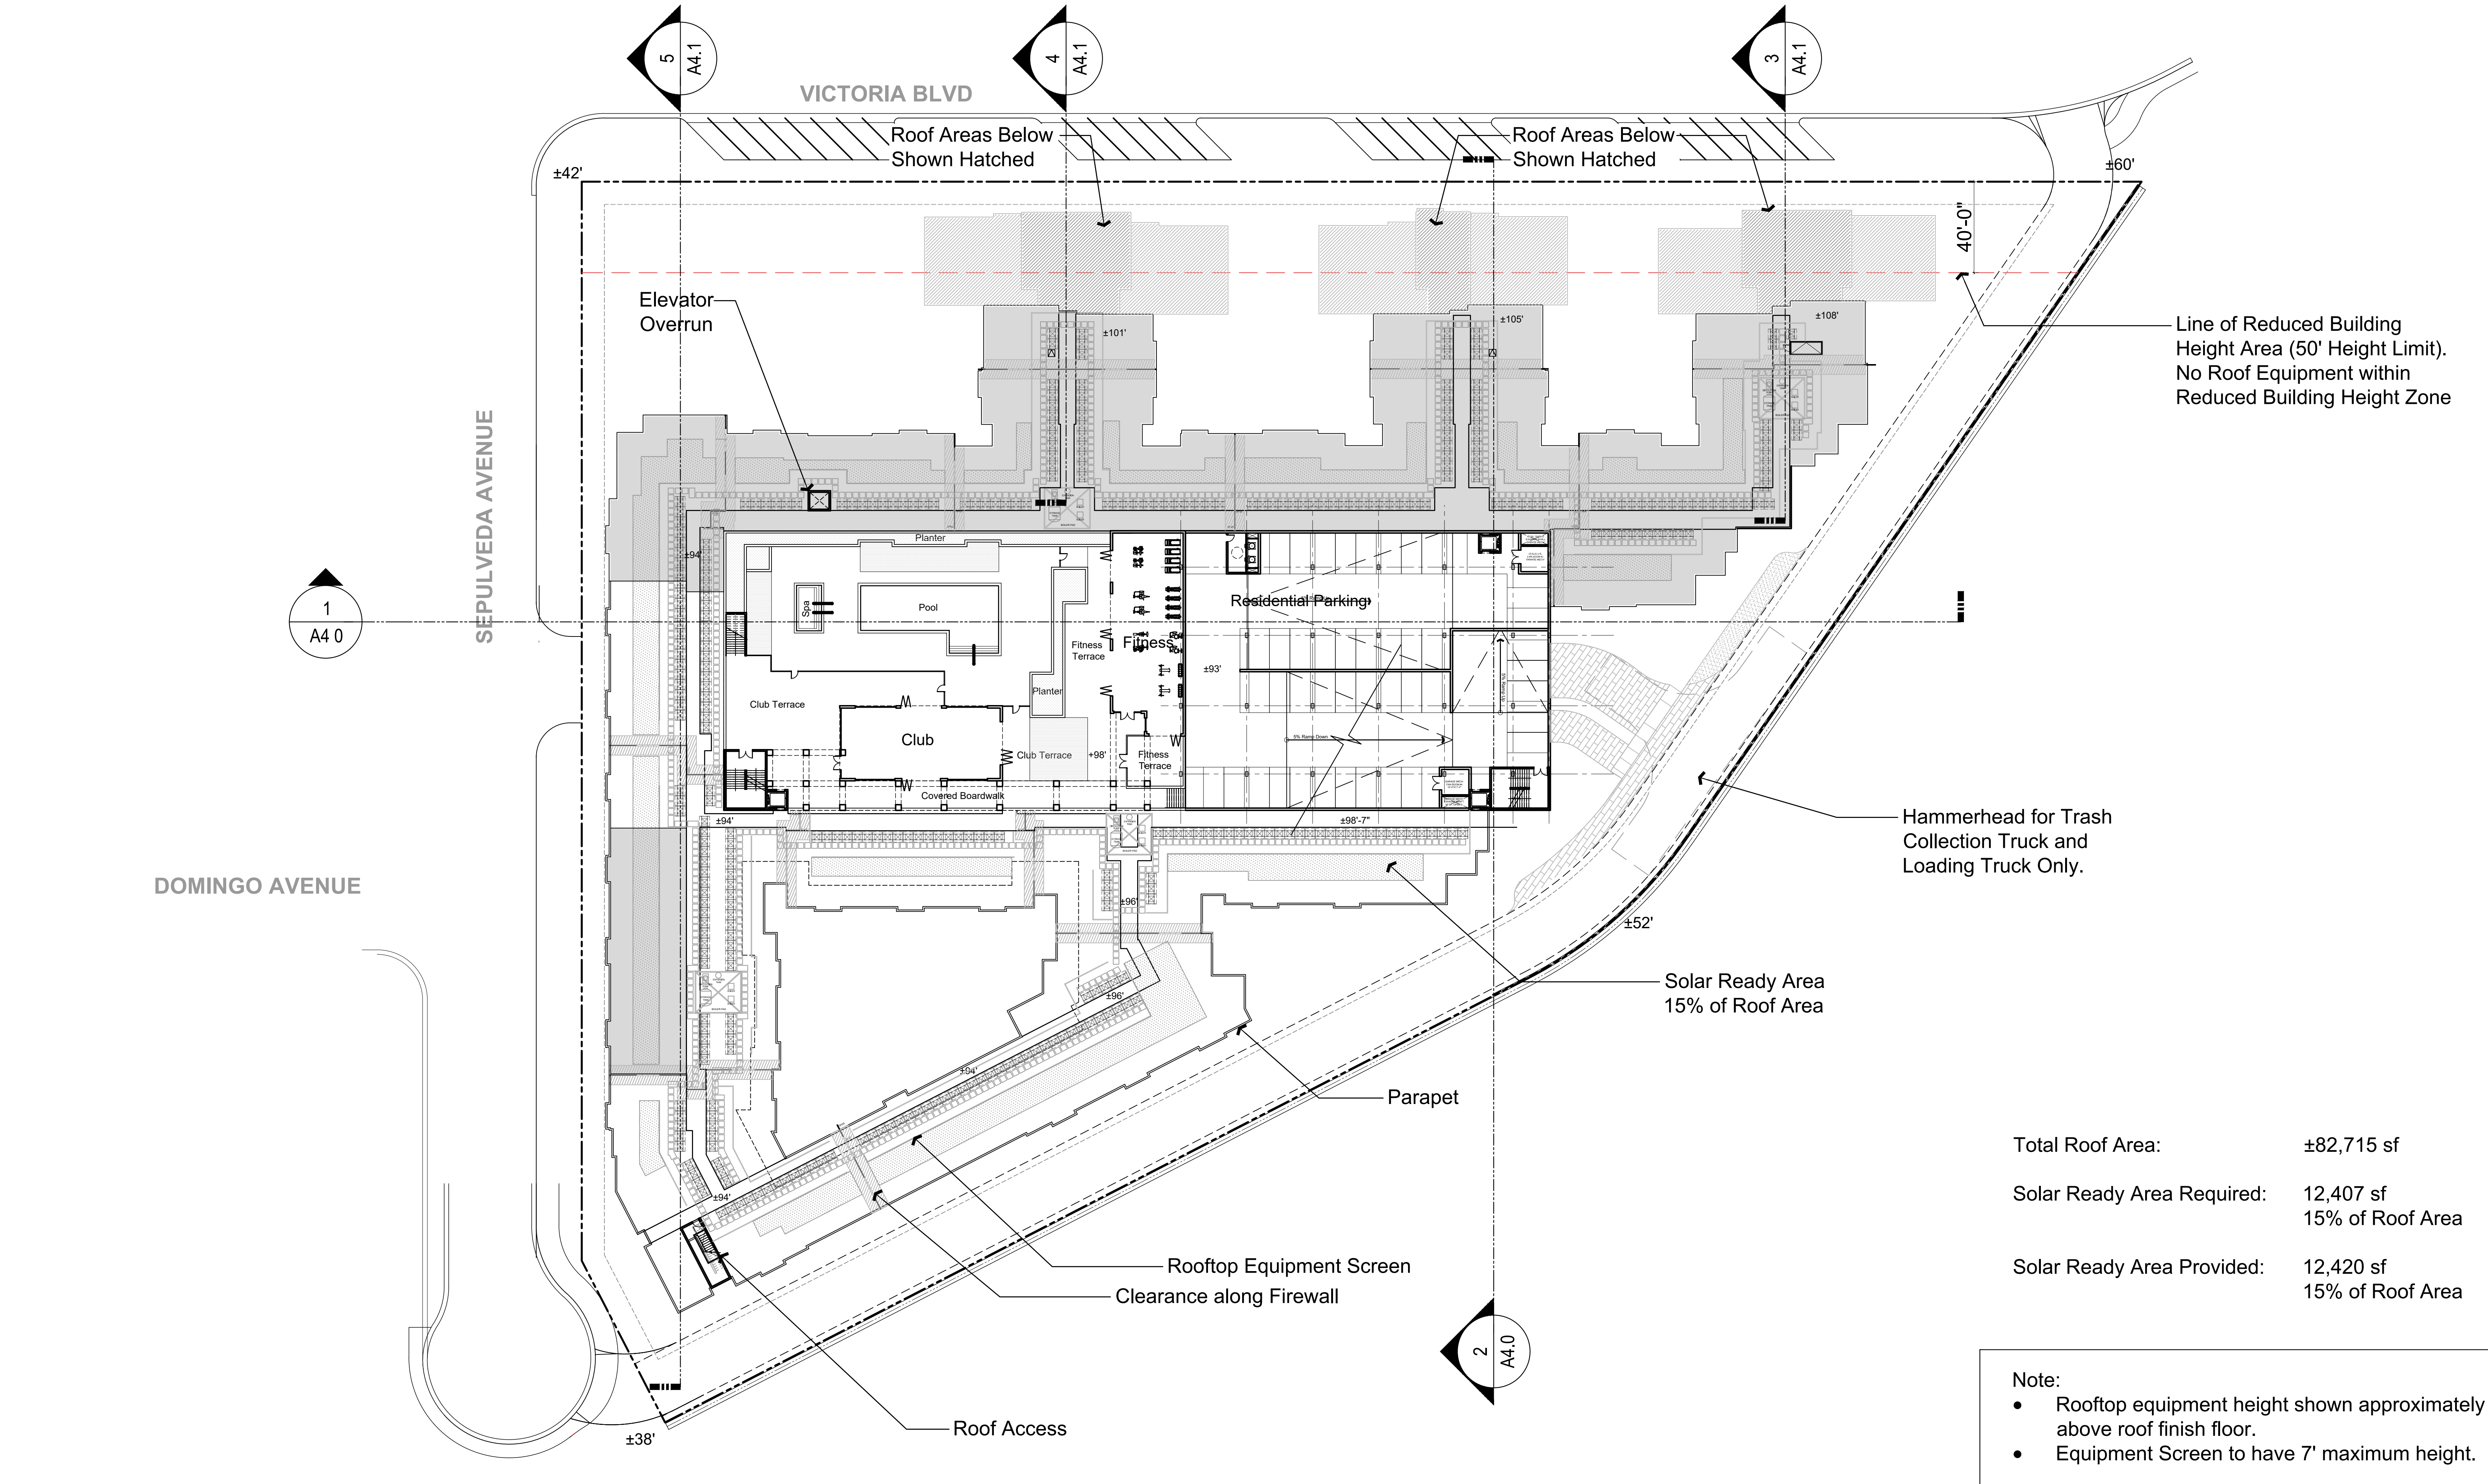 5
A4.1
4
A4.1
3
A4.1
VICTORIA BLVD
Roof Areas Below
Shown Hatched
Roof Areas Below
Shown Hatched
±42'
±60'
40'-0"
Elevator
Overrun
±101'
±105'
±108'
Line of Reduced Building
Height Area (50' Height Limit).
No Roof Equipment within
Reduced Building Height Zone
SEPULVEDA AVENUE
±94'
Planter
1
A4 0
Spa
Pool
Residential Parking
Fitness
Fitness
Terrace
±93'
Planter
Club Terrace
Club
Club Terrace
+98'
Fitness
Terrace
5% Ramp Down
Covered Boardwalk
±94'
±98'-7"
Hammerhead for Trash
Collection Truck and
Loading Truck Only.
DOMINGO AVENUE
±96'
±52'
Solar Ready Area
15% of Roof Area
±96'
±94'
Parapet
±94'
Total Roof Area: ±82,715 sf
Solar Ready Area Required: 12,407 sf
15% of Roof Area
Solar Ready Area Provided: 12,420 sf
15% of Roof Area
Rooftop Equipment Screen
Clearance along Firewall
2
A4.0
Roof Access
±38'
Note:
• Rooftop equipment height shown approximately
above roof finish floor.
• Equipment Screen to have 7' maximum height.